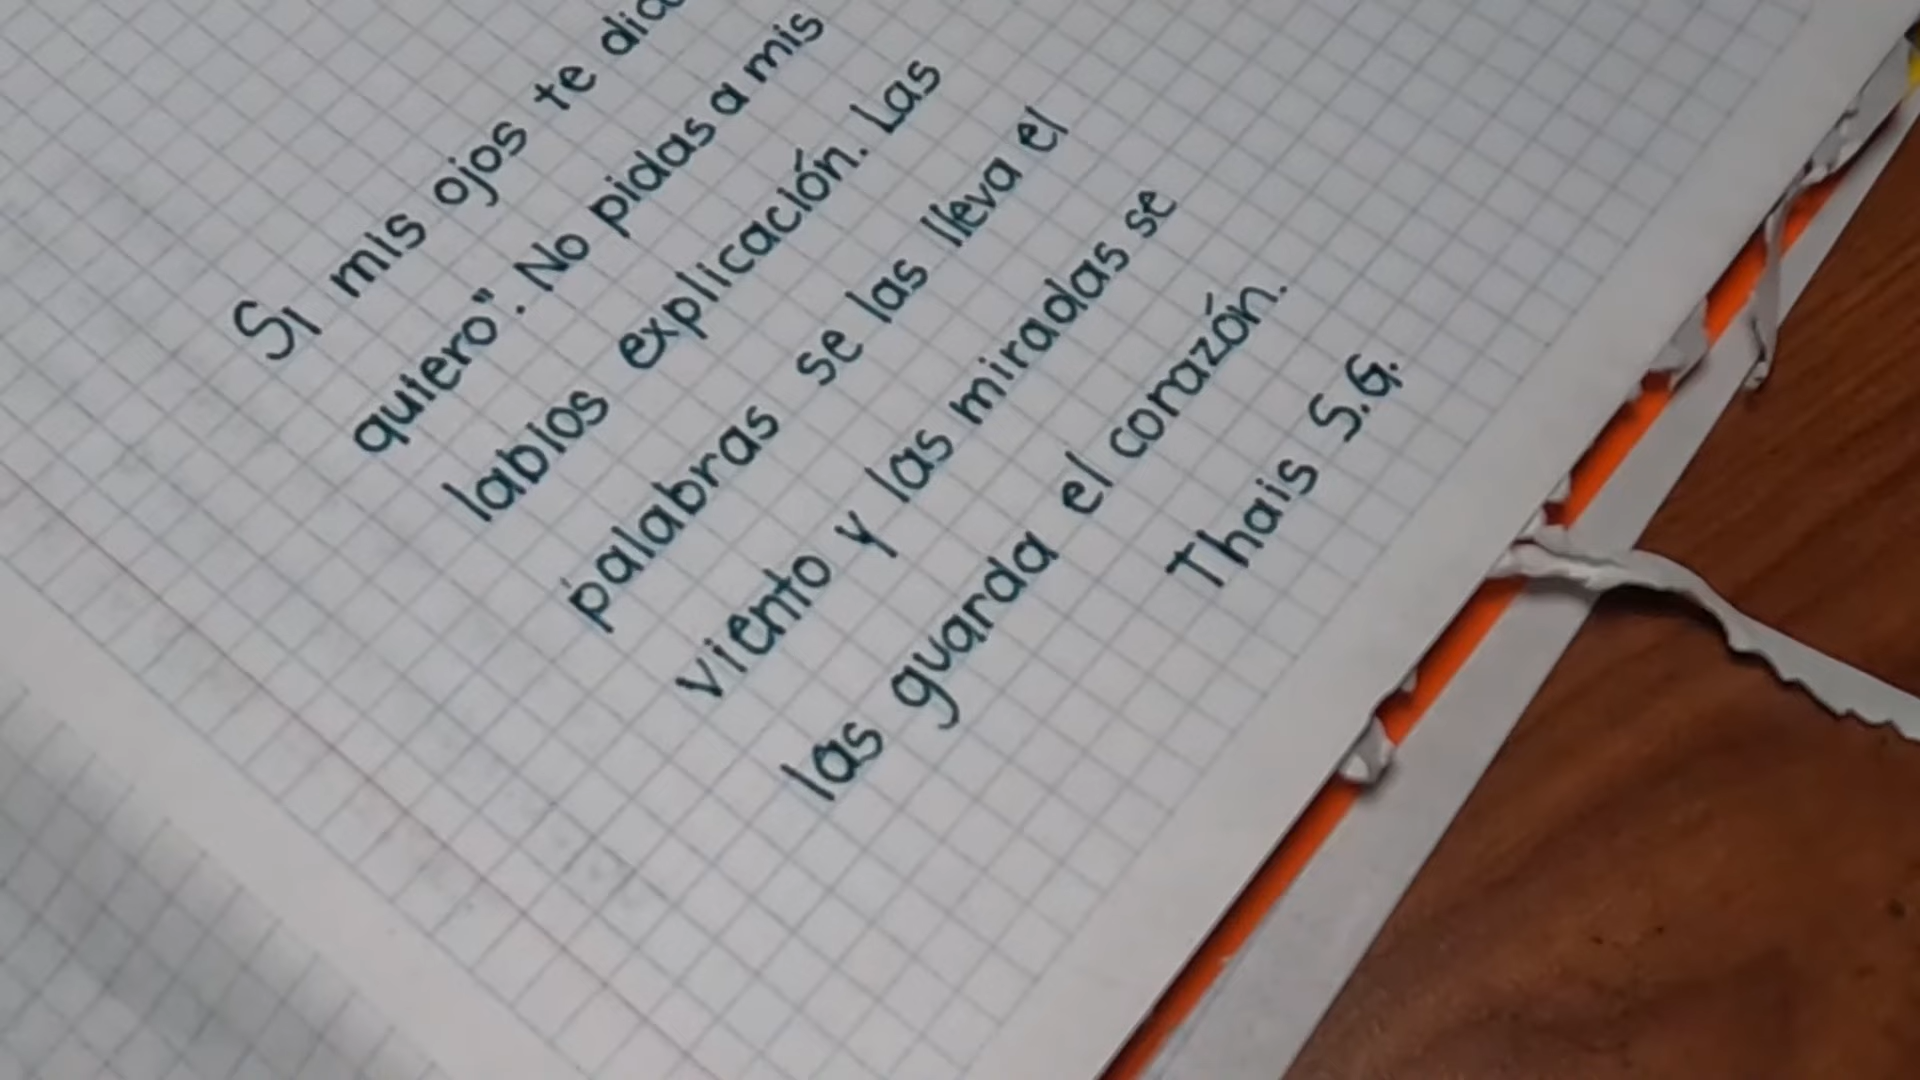 Si mis ojos te
quiero". No pidas a mis
labios explicación. Las
palabras se las lleva el
viento y las miradas se
las guarda el corazón.
Thais S.G.